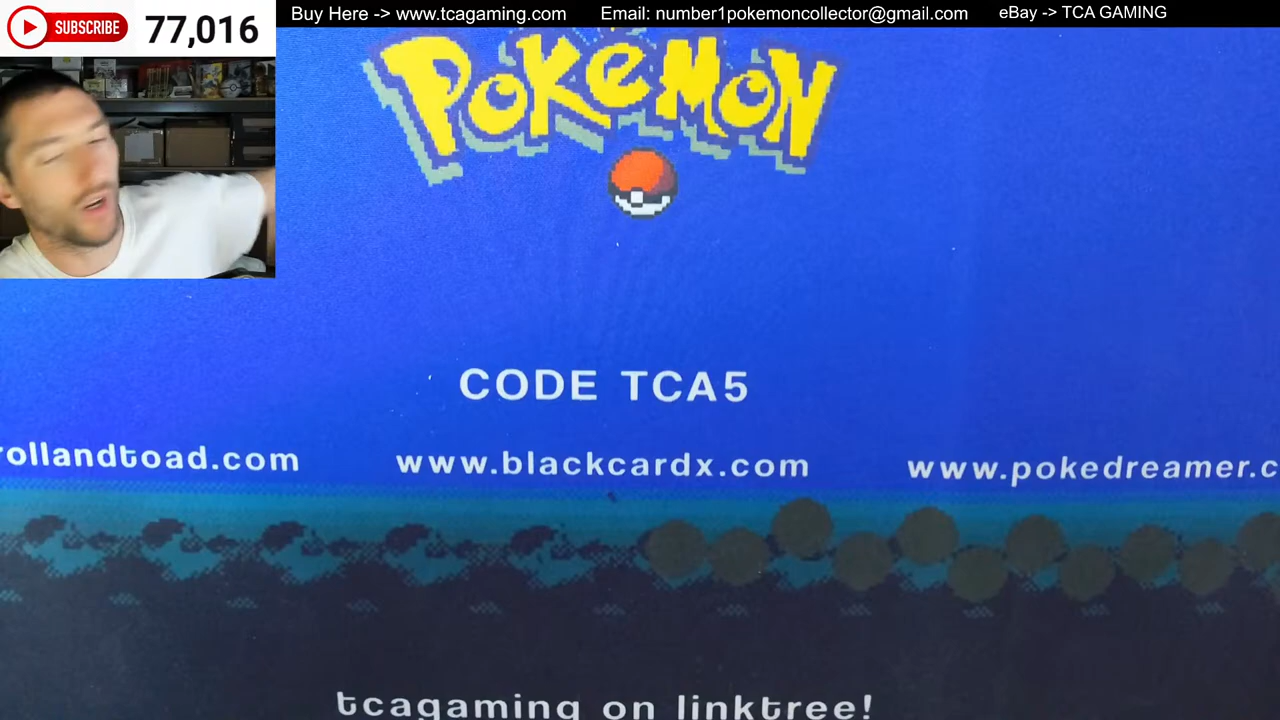 SUBSCRIBE 77,016 Buy Here -> www.tcagaming.com Email: number1pokemoncollector@gmail.com eBay -> TCA GAMING
POKéMON
CODE TCA5
rollandtoad.com www.blackcardx.com www.pokedreamer.c
tcagaming on linktree!